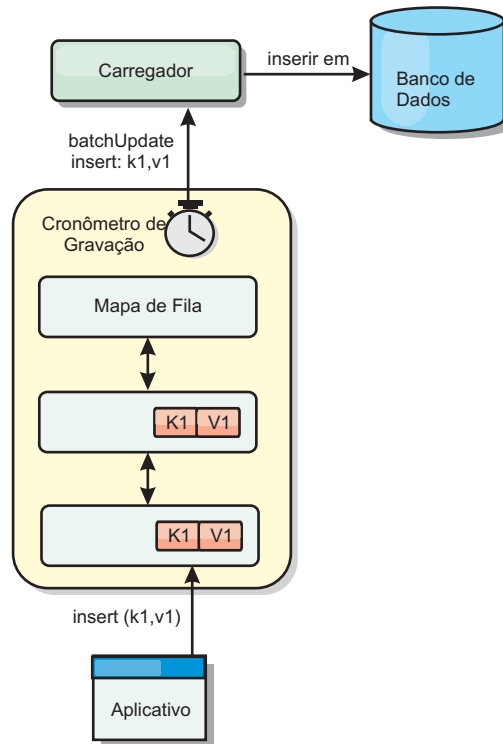 Carregador
inserir em
Banco de
Dados
batchUpdate
insert: k1,v1
Cronômetro de
Gravação
Mapa de Fila
K1 V1
K1 V1
insert (k1,v1)
Aplicativo